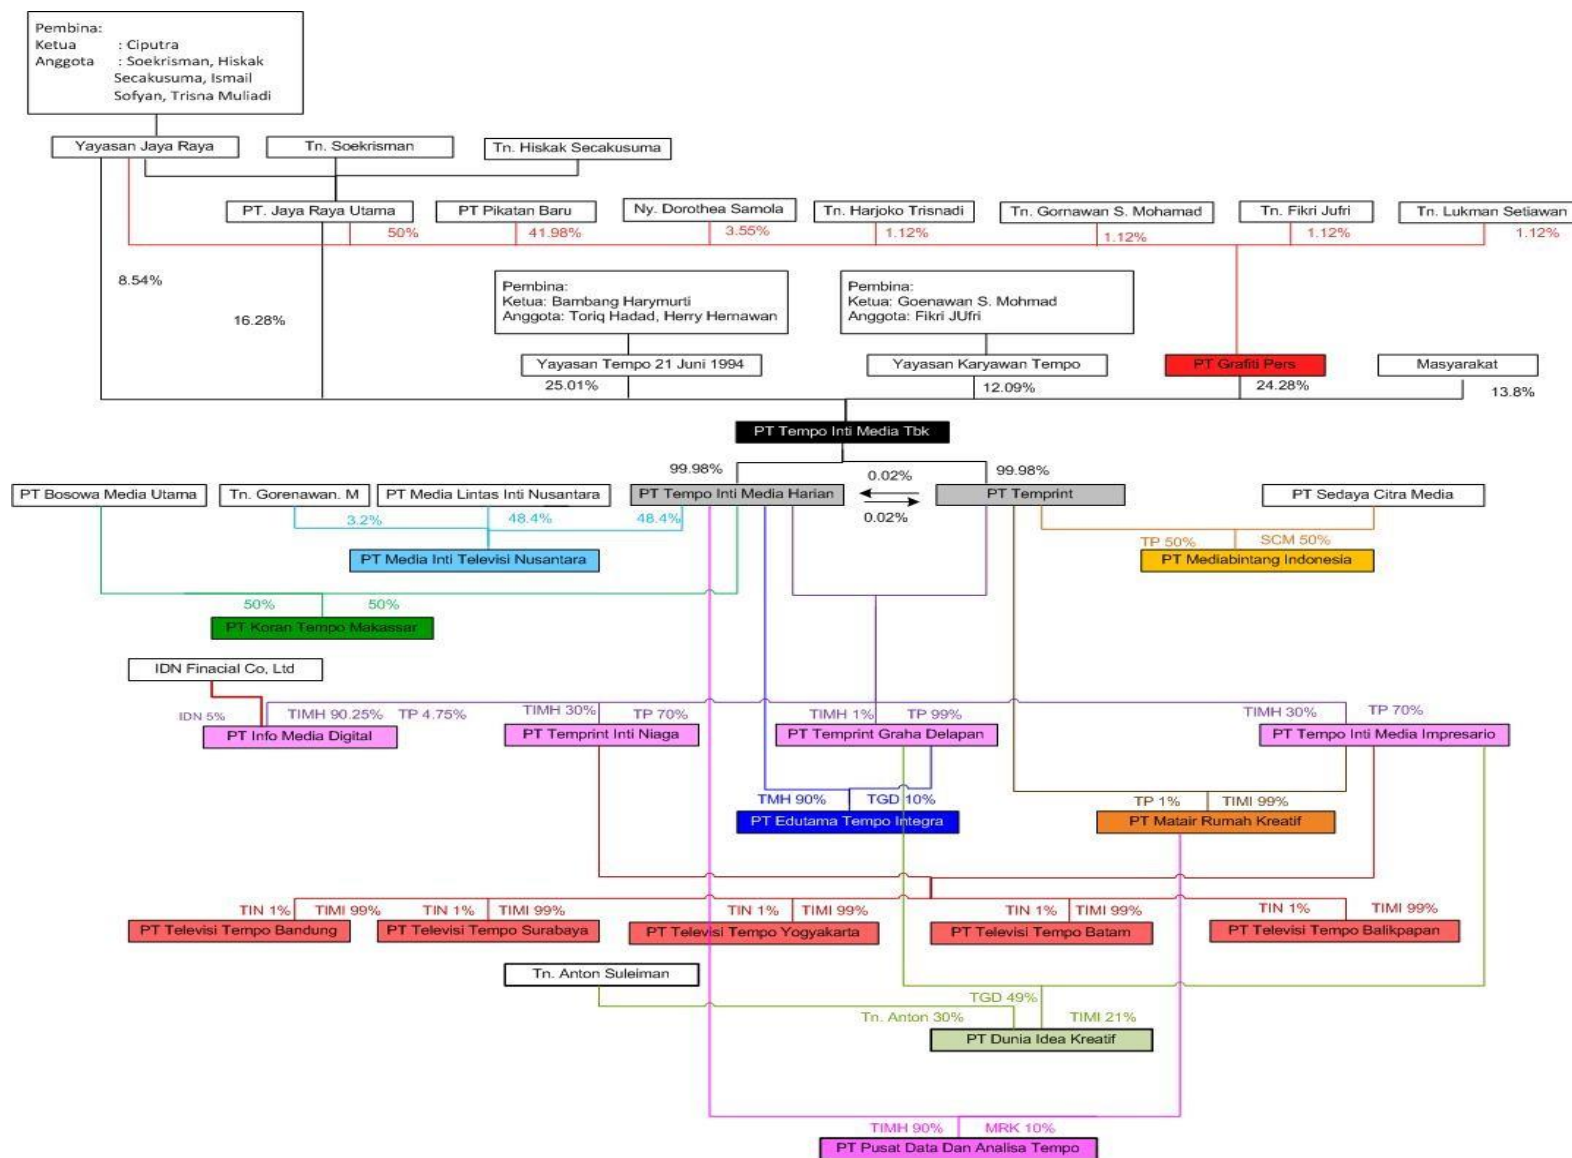 Pembina:
Ketua : Ciputra
Anggota : Soekrisman, Hiskak
Secakusuma, Ismail
Sofyan, Trisna Muliadi
Yayasan Jaya Raya
Tn. Soekrisman
Tn. Hiskak Secakusuma
PT. Jaya Raya Utama
PT Pikatan Baru
Ny. Dorothea Samola
Tn. Harjoko Trisnadi
Tn. Gornawan S. Mohamad
Tn. Fikri Jufri
Tn. Lukman Setiawan
50%
41.98%
3.55%
1.12%
1.12%
1.12%
1.12%
8.54%
16.28%
Pembina:
Ketua: Bambang Harymurti
Anggota: Toriq Hadad, Herry Hernawan
Pembina:
Ketua: Goenawan S. Mohmad
Anggota: Fikri JUfri
Yayasan Tempo 21 Juni 1994
Yayasan Karyawan Tempo
PT Grafiti Pers
Masyarakat
25.01%
12.09%
24.28%
13.8%
PT Tempo Inti Media Tbk
99.98%
0.02%
99.98%
PT Bosowa Media Utama
Tn. Gorenawan. M
PT Media Lintas Inti Nusantara
PT Tempo Inti Media Harian
PT Temprint
PT Sedaya Citra Media
0.02%
3.2%
48.4%
48.4%
TP 50%
SCM 50%
PT Media Inti Televisi Nusantara
PT Mediabintang Indonesia
50%
50%
PT Koran Tempo Makassar
IDN Finacial Co, Ltd
IDN 5%
TIMH 90.25%
TP 4.75%
TIMH 30%
TP 70%
TIMH 1%
TP 99%
TIMH 30%
TP 70%
PT Info Media Digital
PT Temprint Inti Niaga
PT Temprint Graha Delapan
PT Tempo Inti Media Impresario
TMH 90%
TGD 10%
TP 1%
TIMI 99%
PT Edutama Tempo Integra
PT Matair Rumah Kreatif
TIN 1%
TIMI 99%
TIN 1%
TIMI 99%
TIN 1%
TIMI 99%
TIN 1%
TIMI 99%
TIN 1%
TIMI 99%
PT Televisi Tempo Bandung
PT Televisi Tempo Surabaya
PT Televisi Tempo Yogyakarta
PT Televisi Tempo Batam
PT Televisi Tempo Balikpapan
Tn. Anton Suleiman
TGD 49%
Tn. Anton 30%
TIMI 21%
PT Dunia Idea Kreatif
TIMH 90%
MRK 10%
PT Pusat Data Dan Analisa Tempo